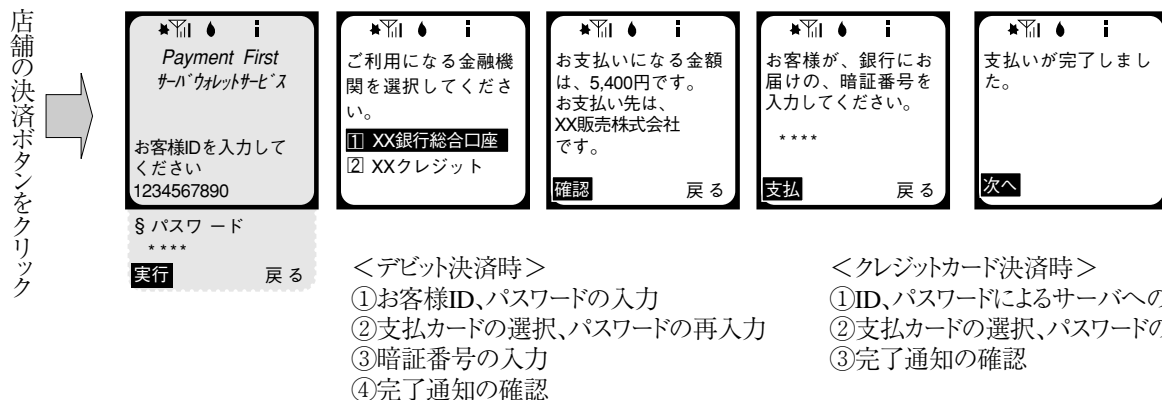 店舗の決済ボタンをクリック
Payment First
サーバウォレットサービス
お客様IDを入力して
ください
1234567890
§パスワード
****
実行 戻る
ご利用になる金融機
関を選択してくださ
い。
1 XX銀行総合口座
2 XXクレジット
お支払いになる金額
は、5,400円です。
お支払い先は、
XX販売株式会社
です。
確認 戻る
お客様が、銀行にお
届けの、暗証番号を
入力してください。
****
支払 戻る
支払いが完了しまし
た。
次へ
＜デビット決済時＞
①お客様ID、パスワードの入力
②支払カードの選択、パスワードの再入力
③暗証番号の入力
④完了通知の確認
＜クレジットカード決済時＞
①ID、パスワードによるサーバへの
②支払カードの選択、パスワードの
③完了通知の確認